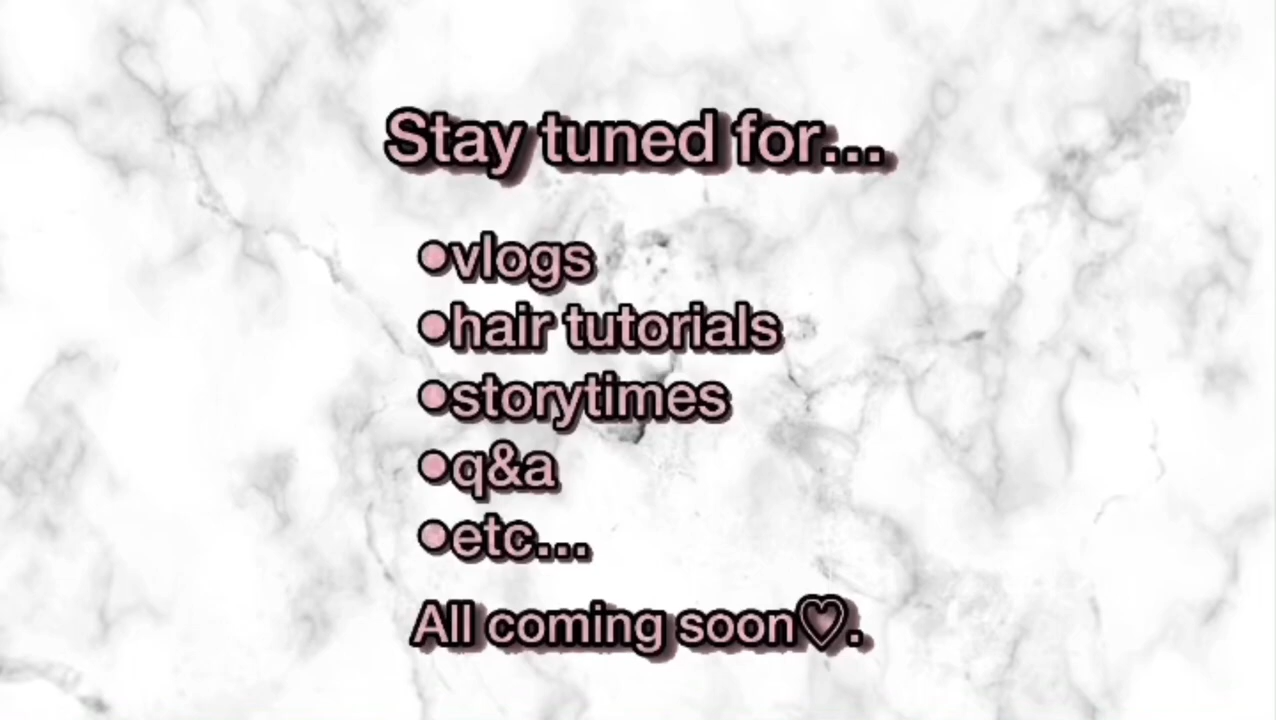 Stay tuned for...
•vlogs
•hair tutorials
•storytimes
•q&a
•etc...
All coming soon♡.